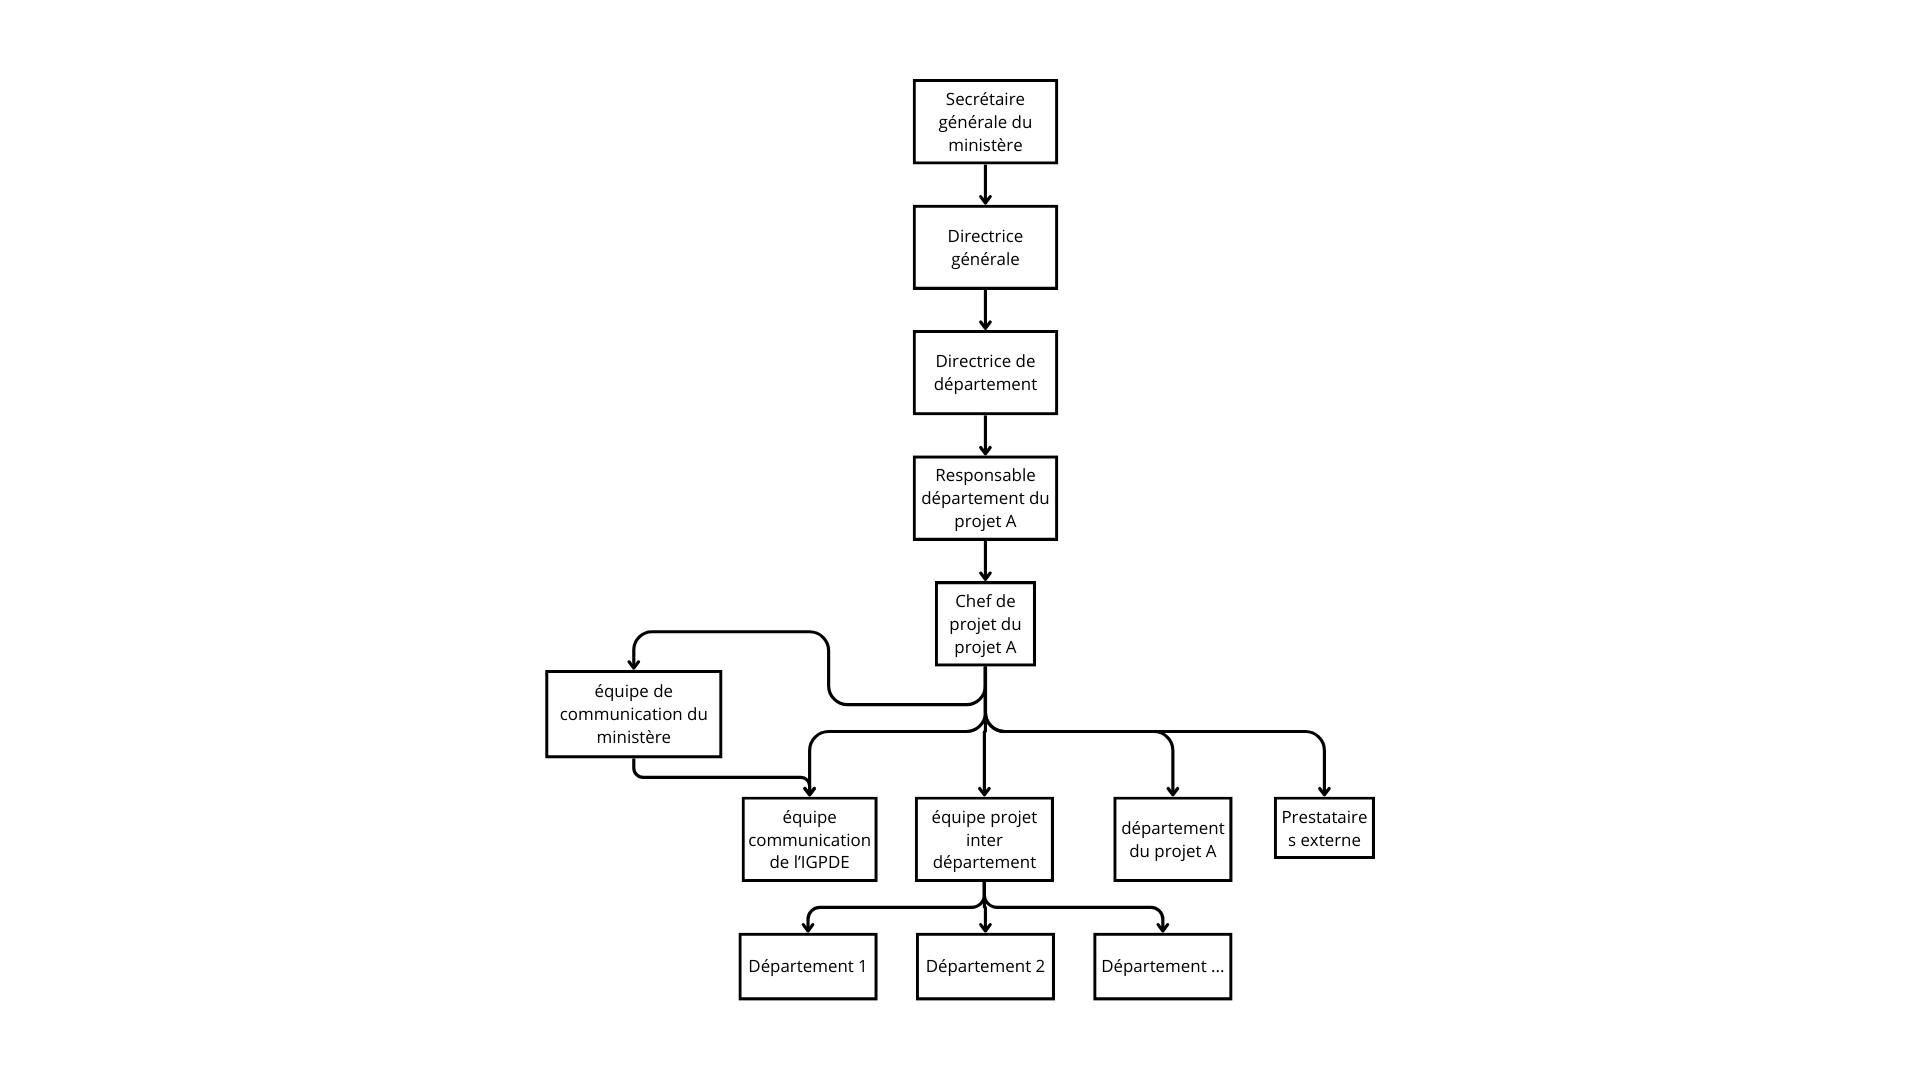 Secrétaire
générale du
ministère
Directrice
générale
Directrice de
département
Responsable
département du
projet A
Chef de
projet du
projet A
équipe de
communication du
ministère
équipe
communication
de l’IGPDE
équipe projet
inter
département
département
du projet A
Prestataire
s externe
Département 1
Département 2
Département ...